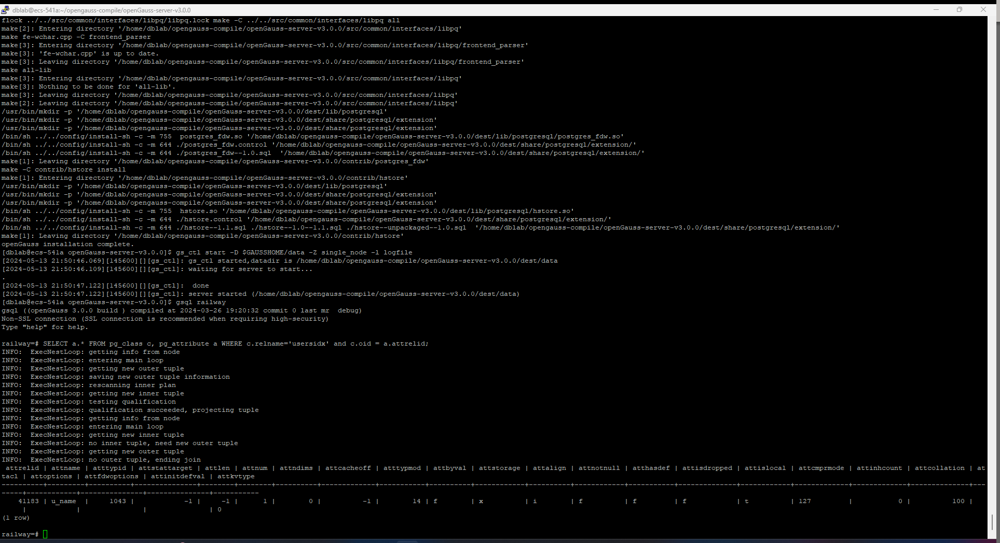 dblab@ecs-541a:~/opengauss-compile/openGauss-server-v3.0.0
flock ../../src/common/interfaces/libpq/libpq.lock make -C ../../src/common/interfaces/libpq all
make[2]: Entering directory '/home/dblab/opengauss-compile/openGauss-server-v3.0.0/src/common/interfaces/libpq'
make fe-wchar.cpp -C frontend_parser
make[3]: Entering directory '/home/dblab/opengauss-compile/openGauss-server-v3.0.0/src/common/interfaces/libpq/frontend_parser'
make[3]: 'fe-wchar.cpp' is up to date.
make[3]: Leaving directory '/home/dblab/opengauss-compile/openGauss-server-v3.0.0/src/common/interfaces/libpq/frontend_parser'
make all-lib
make[3]: Entering directory '/home/dblab/opengauss-compile/openGauss-server-v3.0.0/src/common/interfaces/libpq'
make[3]: Nothing to be done for 'all-lib'.
make[3]: Leaving directory '/home/dblab/opengauss-compile/openGauss-server-v3.0.0/src/common/interfaces/libpq'
make[2]: Leaving directory '/home/dblab/opengauss-compile/openGauss-server-v3.0.0/src/common/interfaces/libpq'
/usr/bin/mkdir -p '/home/dblab/opengauss-compile/openGauss-server-v3.0.0/dest/lib/postgresql'
/usr/bin/mkdir -p '/home/dblab/opengauss-compile/openGauss-server-v3.0.0/dest/share/postgresql/extension'
/usr/bin/mkdir -p '/home/dblab/opengauss-compile/openGauss-server-v3.0.0/dest/share/postgresql/extension'
/bin/sh ../../config/install-sh -c -m 755  postgres_fdw.so '/home/dblab/opengauss-compile/openGauss-server-v3.0.0/dest/lib/postgresql/postgres_fdw.so'
/bin/sh ../../config/install-sh -c -m 644 ./postgres_fdw.control '/home/dblab/opengauss-compile/openGauss-server-v3.0.0/dest/share/postgresql/extension/'
/bin/sh ../../config/install-sh -c -m 644 ./postgres_fdw--1.0.sql  '/home/dblab/opengauss-compile/openGauss-server-v3.0.0/dest/share/postgresql/extension/'
make[1]: Leaving directory '/home/dblab/opengauss-compile/openGauss-server-v3.0.0/contrib/postgres_fdw'
make -C contrib/hstore install
make[1]: Entering directory '/home/dblab/opengauss-compile/openGauss-server-v3.0.0/contrib/hstore'
/usr/bin/mkdir -p '/home/dblab/opengauss-compile/openGauss-server-v3.0.0/dest/lib/postgresql'
/usr/bin/mkdir -p '/home/dblab/opengauss-compile/openGauss-server-v3.0.0/dest/share/postgresql/extension'
/usr/bin/mkdir -p '/home/dblab/opengauss-compile/openGauss-server-v3.0.0/dest/share/postgresql/extension'
/bin/sh ../../config/install-sh -c -m 755  hstore.so '/home/dblab/opengauss-compile/openGauss-server-v3.0.0/dest/lib/postgresql/hstore.so'
/bin/sh ../../config/install-sh -c -m 644 ./hstore.control '/home/dblab/opengauss-compile/openGauss-server-v3.0.0/dest/share/postgresql/extension/'
/bin/sh ../../config/install-sh -c -m 644 ./hstore--1.1.sql ./hstore--1.0--1.1.sql ./hstore--unpackaged--1.0.sql  '/home/dblab/opengauss-compile/openGauss-server-v3.0.0/dest/share/postgresql/extension/'
make[1]: Leaving directory '/home/dblab/opengauss-compile/openGauss-server-v3.0.0/contrib/hstore'
openGauss installation complete.
[dblab@ecs-541a openGauss-server-v3.0.0]$ gs_ctl start -D $GAUSSHOME/data -Z single_node -l logfile
[2024-05-13 21:50:46.069][145600][][gs_ctl]: gs_ctl started,datadir is /home/dblab/opengauss-compile/openGauss-server-v3.0.0/dest/data
[2024-05-13 21:50:46.109][145600][][gs_ctl]: waiting for server to start...
.
[2024-05-13 21:50:47.122][145600][][gs_ctl]:  done
[2024-05-13 21:50:47.122][145600][][gs_ctl]: server started (/home/dblab/opengauss-compile/openGauss-server-v3.0.0/dest/data)
[dblab@ecs-541a openGauss-server-v3.0.0]$ gsql railway
gsql ((openGauss 3.0.0 build ) compiled at 2024-03-26 19:20:32 commit 0 last mr  debug)
Non-SSL connection (SSL connection is recommended when requiring high-security)
Type "help" for help.
railway=# SELECT a.* FROM pg_class c, pg_attribute a WHERE c.relname='usersidx' and c.oid = a.attrelid;
INFO:  ExecNestLoop: getting info from node
INFO:  ExecNestLoop: entering main loop
INFO:  ExecNestLoop: getting new outer tuple
INFO:  ExecNestLoop: saving new outer tuple information
INFO:  ExecNestLoop: rescanning inner plan
INFO:  ExecNestLoop: getting new inner tuple
INFO:  ExecNestLoop: testing qualification
INFO:  ExecNestLoop: qualification succeeded, projecting tuple
INFO:  ExecNestLoop: getting info from node
INFO:  ExecNestLoop: entering main loop
INFO:  ExecNestLoop: getting new inner tuple
INFO:  ExecNestLoop: no inner tuple, need new outer tuple
INFO:  ExecNestLoop: getting new outer tuple
INFO:  ExecNestLoop: no outer tuple, ending join
 attrelid | attname | atttypid | attstattarget | attlen | attnum | attndims | attcacheoff | atttypmod | attbyval | attstorage | attalign | attnotnull | atthasdef | attisdropped | attislocal | attcmprmode | attinhcount | attcollation | at
tacl | attoptions | attfdwoptions | attinitdefval | attkvtype
----------+---------+----------+---------------+--------+--------+----------+-------------+-----------+----------+------------+----------+------------+-----------+--------------+------------+-------------+-------------+--------------+---
-----+------------+---------------+---------------+-----------
    41183 | u_name  |     1043 |            -1 |     -1 |      1 |        0 |          -1 |        14 | f        | x          | i        | f          | f         | f            | t          | 127         |           0 |          100 |
     |            |               |               | 0
(1 row)
railway=#